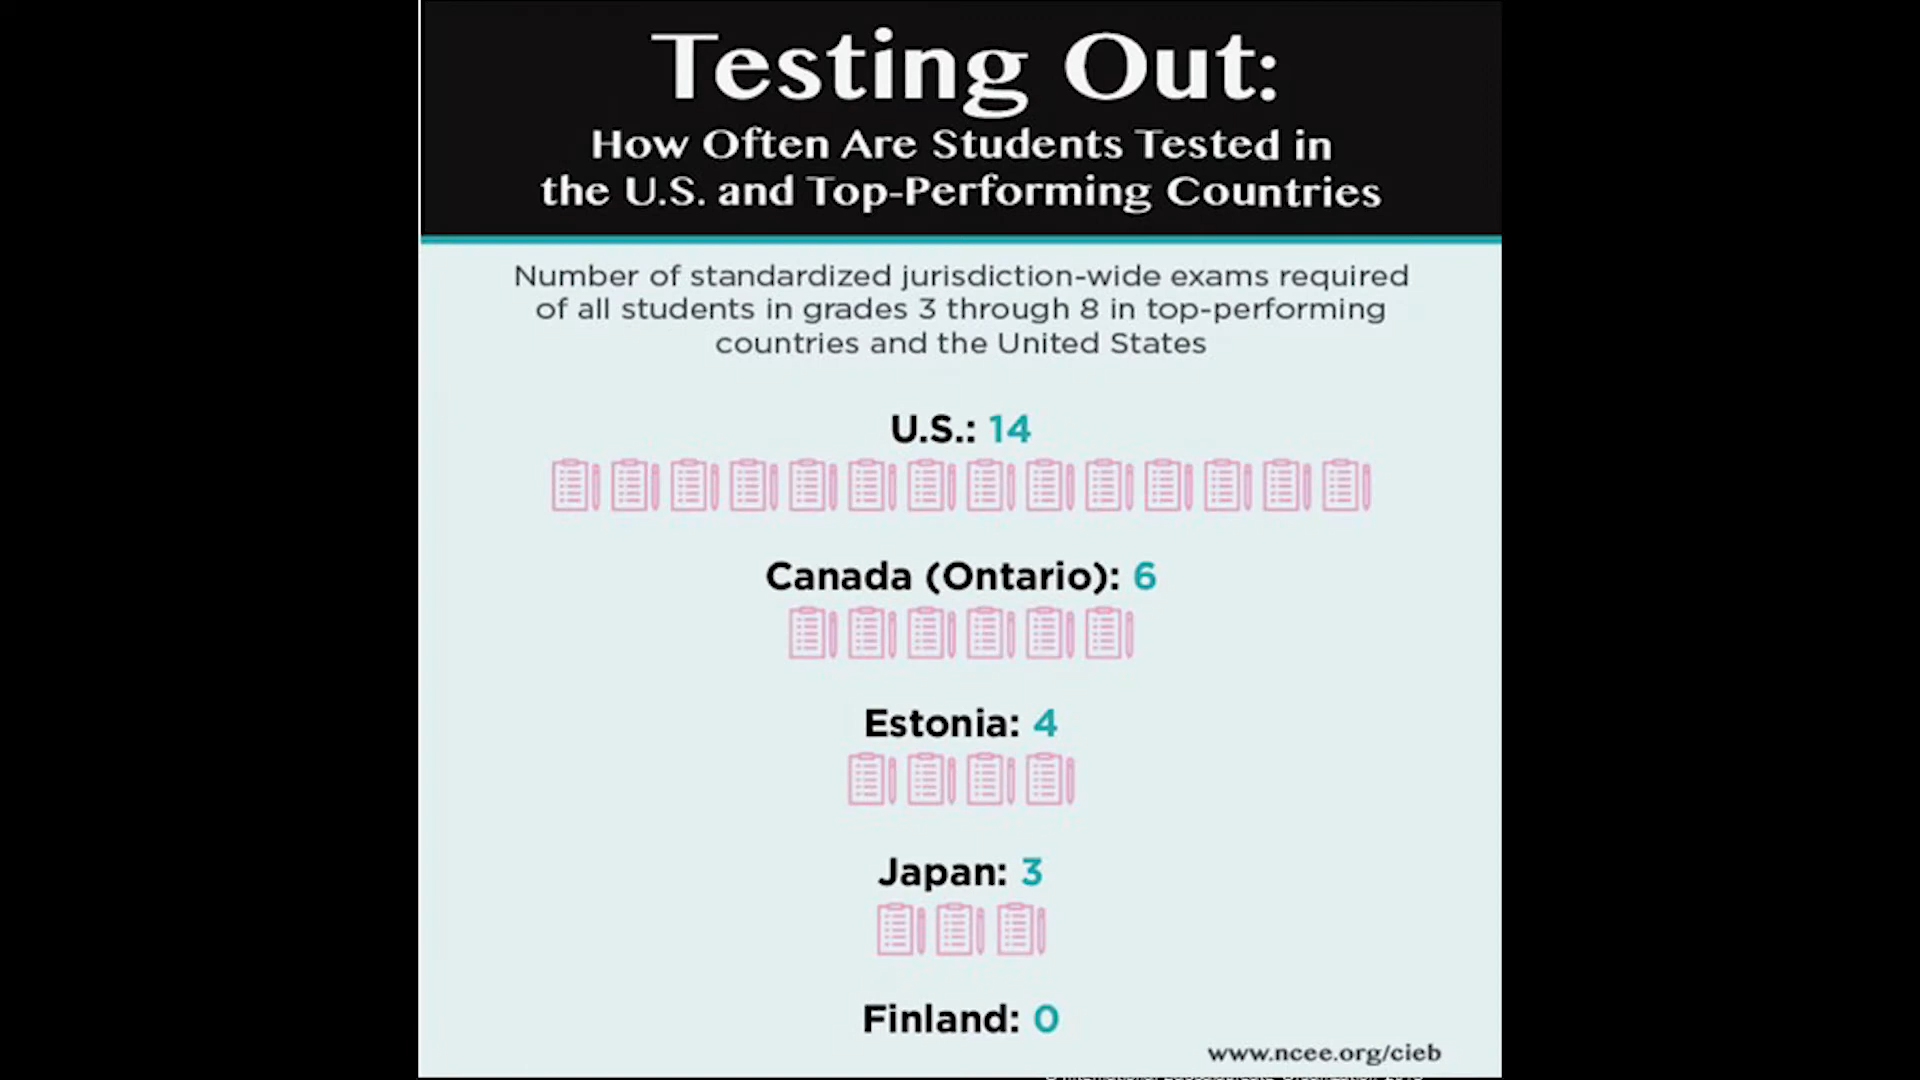 Testing Out:
How Often Are Students Tested in
the U.S. and Top-Performing Countries
Number of standardized jurisdiction-wide exams required
of all students in grades 3 through 8 in top-performing
countries and the United States
U.S.: 14
Canada (Ontario): 6
Estonia: 4
Japan: 3
Finland: 0
www.ncee.org/cieb